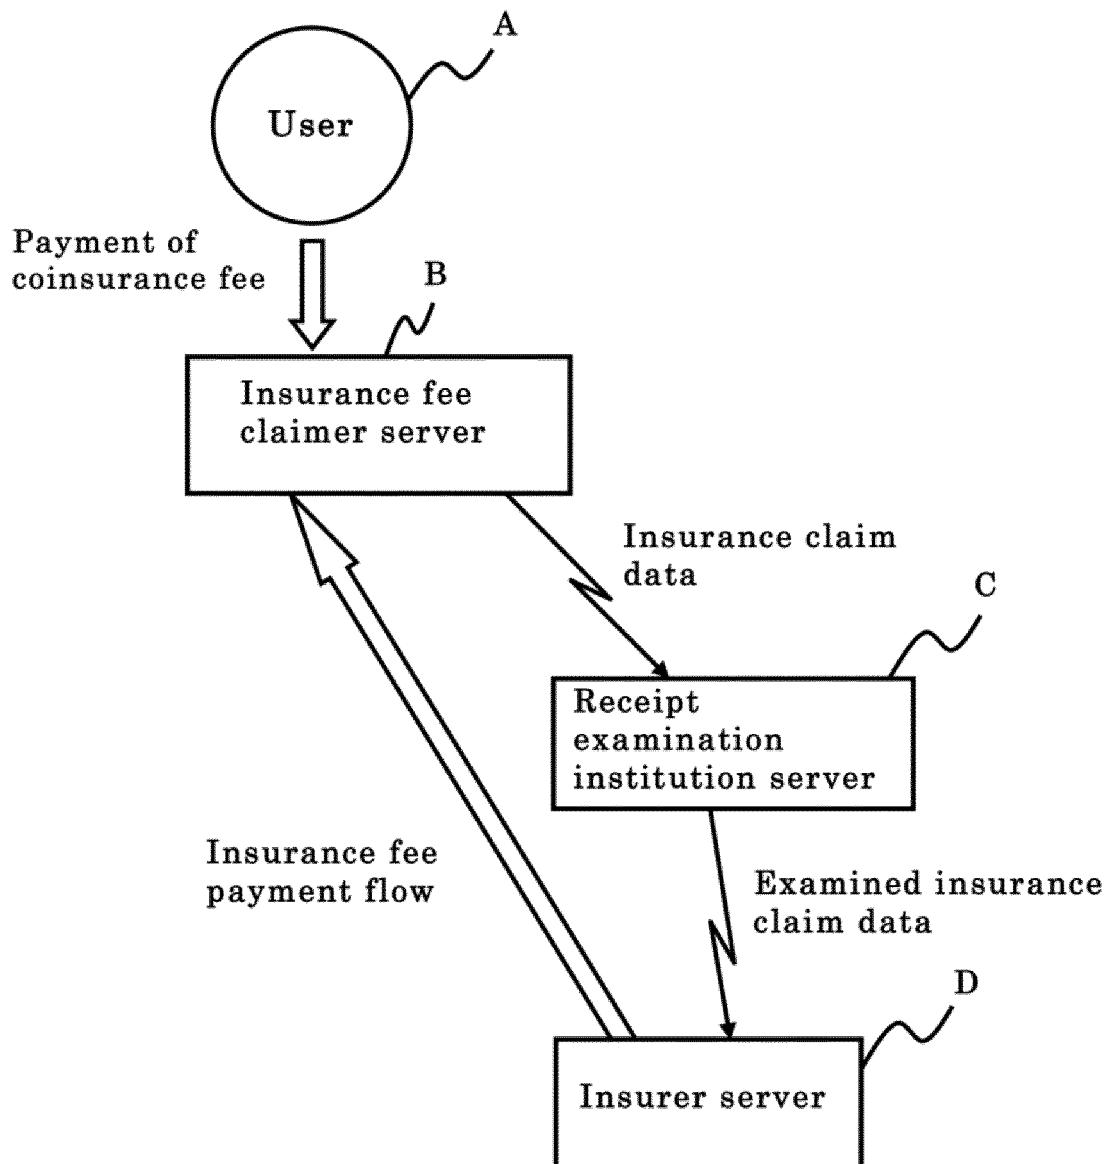 A
User
Payment of
coinsurance fee
B
Insurance fee
claimer server
Insurance claim
data
C
Receipt
examination
institution server
Insurance fee
payment flow
Examined insurance
claim data
D
Insurer server